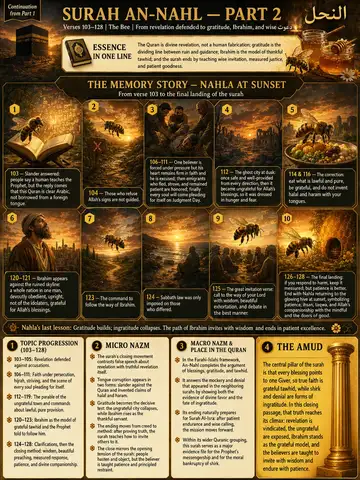 Continuation
from Part 1
SURAH AN-NAHL — PART 2
النحل
Verses 103–128 | The Bee | From revelation defended to gratitude, Ibrahim, and wise دعوت
ESSENCE
IN ONE LINE
The Quran is divine revelation, not a human fabrication; gratitude is the
dividing line between ruin and guidance; Ibrahim is the model of thankful
tawhid, and the surah ends by teaching wise invitation, measured justice,
and patient goodness.
THE MEMORY STORY – NAHLA AT SUNSET
From verse 103 to the final landing of the surah
1
103 – Slander answered:
people say a human teaches the
Prophet, but the reply comes that
this Quran is clear Arabic,
not borrowed from a
foreign tongue.
2
104 – Those who refuse
Allah's signs are not guided.
3
106–111 – One believer is
forced under pressure but his
heart remains firm in faith and
he is excused; then emigrants
who fled, strove, and remained
patient are honored; finally
every soul will come pleading
for itself on Judgment Day.
4
112 – The ghost city at dusk:
once safe and well-provided
from every direction, then it
became ungrateful for Allah's
blessings, so it was dressed
in hunger and fear
5
114 & 116 – The correction:
eat what is lawful and pure,
be grateful, and do not invent
halal and haram with your
tongues.
6
120–121 – Ibrahim appears
against the ruined skyline:
a whole nation in one man,
devoutly obedient, upright,
not of the idolaters, grateful
for Allah's blessings.
7
123 – The command to
follow the way of Ibrahim.
8
124 – Sabbath law was only
imposed on those
who differed.
9
125 – The great invitation verse:
call to the way of your Lord
with wisdom, beautiful
exhortation, and debate in
the best manner.
10
126–128 – The final landing:
if you respond to harm, keep it
measured, but patience is better.
End with Nahla returning to the
glowing hive at sunset, symbolizing
patience, ihsan, taqwa, and Allah's
companionship with the mindful and
the doers of good.
Nahla's last lesson: Gratitude builds; ingratitude collapses. The path of Ibrahim invites with wisdom and ends in patient excellence.
1 TOPIC PROGRESSION
(103–128)
103–105: Revelation defended
against accusations.
106–111: Faith under persecution,
hijrah, striving, and the scene of
every soul pleading for itself.
112–119: The parable of the
ungrateful town and commands
about lawful, pure provision.
120–123: Ibrahim as the model
of grateful tawhid and the Prophet
told to follow him.
124–128: Clarifications, then the
closing method: wisdom, beautiful
preaching, measured response,
patience, and divine companionship.
2 MICRO NAZM
The surah's closing movement
contrasts false speech about
revelation with truthful revelation
itself.
Tongue corruption appears in
two forms: slander against the
Quran and invented claims of
halal and haram.
Gratitude becomes the decisive
test: the ungrateful city collapses,
while Ibrahim rises as the
thankful servant.
The ending moves from creed to
method: after proving truth, the
surah teaches how to invite others
to it.
3 MACRO NAZM &
PLACE IN THE QURAN
In the Farahi-Islahi framework,
An-Nahl completes the argument
of blessings, gratitude, and tawhid.
It answers the mockery and denial
that appeared in the neighboring
surahs by showing both the
evidence of divine favor and the
fate of ingratitude.
Its ending naturally prepares
for Surah Al-Isra: after patient
endurance and wise calling,
the mission moves forward.
Within its wider Quranic grouping,
this surah serves as a major
evidence for the Prophet's
messengership and for the moral
bankruptcy of shirk.
4 THE AMUD
The central pillar of the
surah is that every blessing points
to one Giver, so true faith is
grateful tawhid, while shirk
and denial are forms of
ingratitude. In the closing
passage, that truth reaches
its climax: revelation is
vindicated, the ungrateful
are exposed, Ibrahim stands
as the grateful model, and the
believers are taught to invite
with wisdom and
endure with patience.